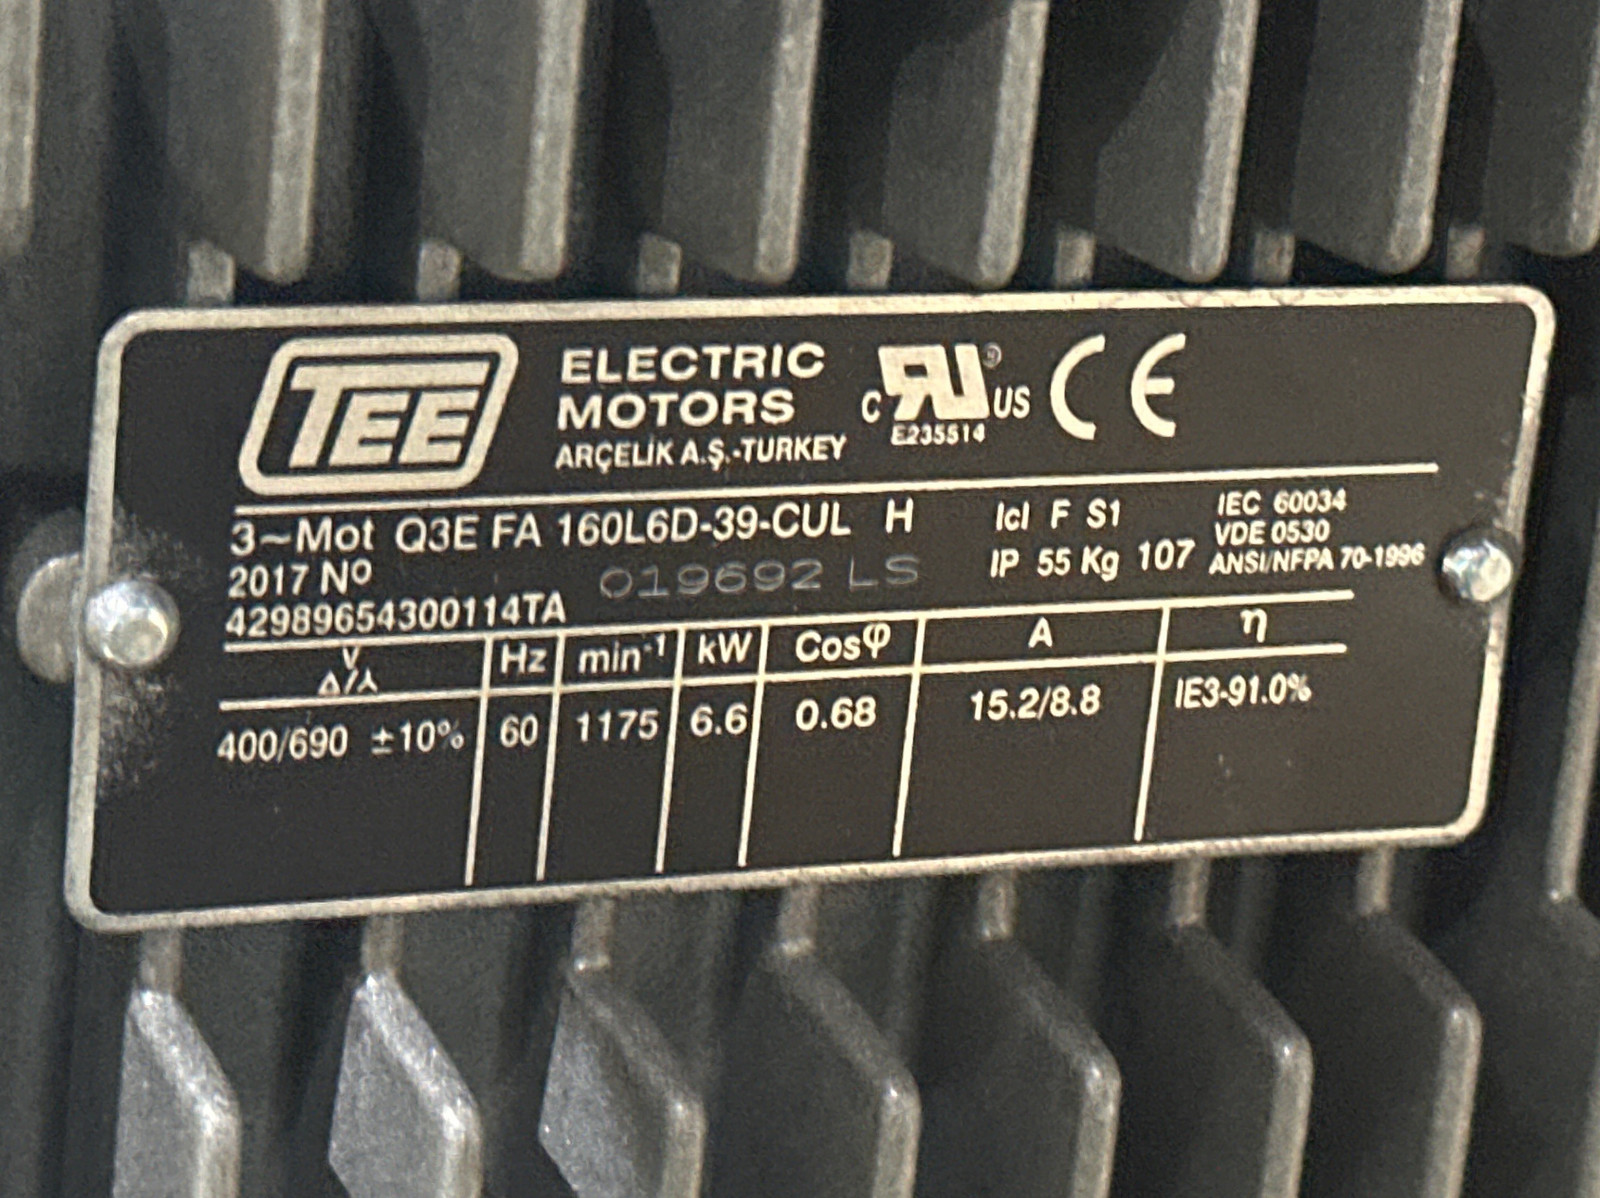 TEE
ELECTRIC
MOTORS
ARÇELİK A.Ş.-TURKEY
c RU ® US
E235514
CE
3~Mot Q3E FA 160L6D-39-CUL H
2017 Nº 019692 LS
42989654300114TA
Icl F S1
IP 55 Kg 107
IEC 60034
VDE 0530
ANSI/NFPA 70-1996
V Δ/⅄ Hz min⁻¹ kW Cosφ A η
400/690 ±10% 60 1175 6.6 0.68 15.2/8.8 IE3-91.0%